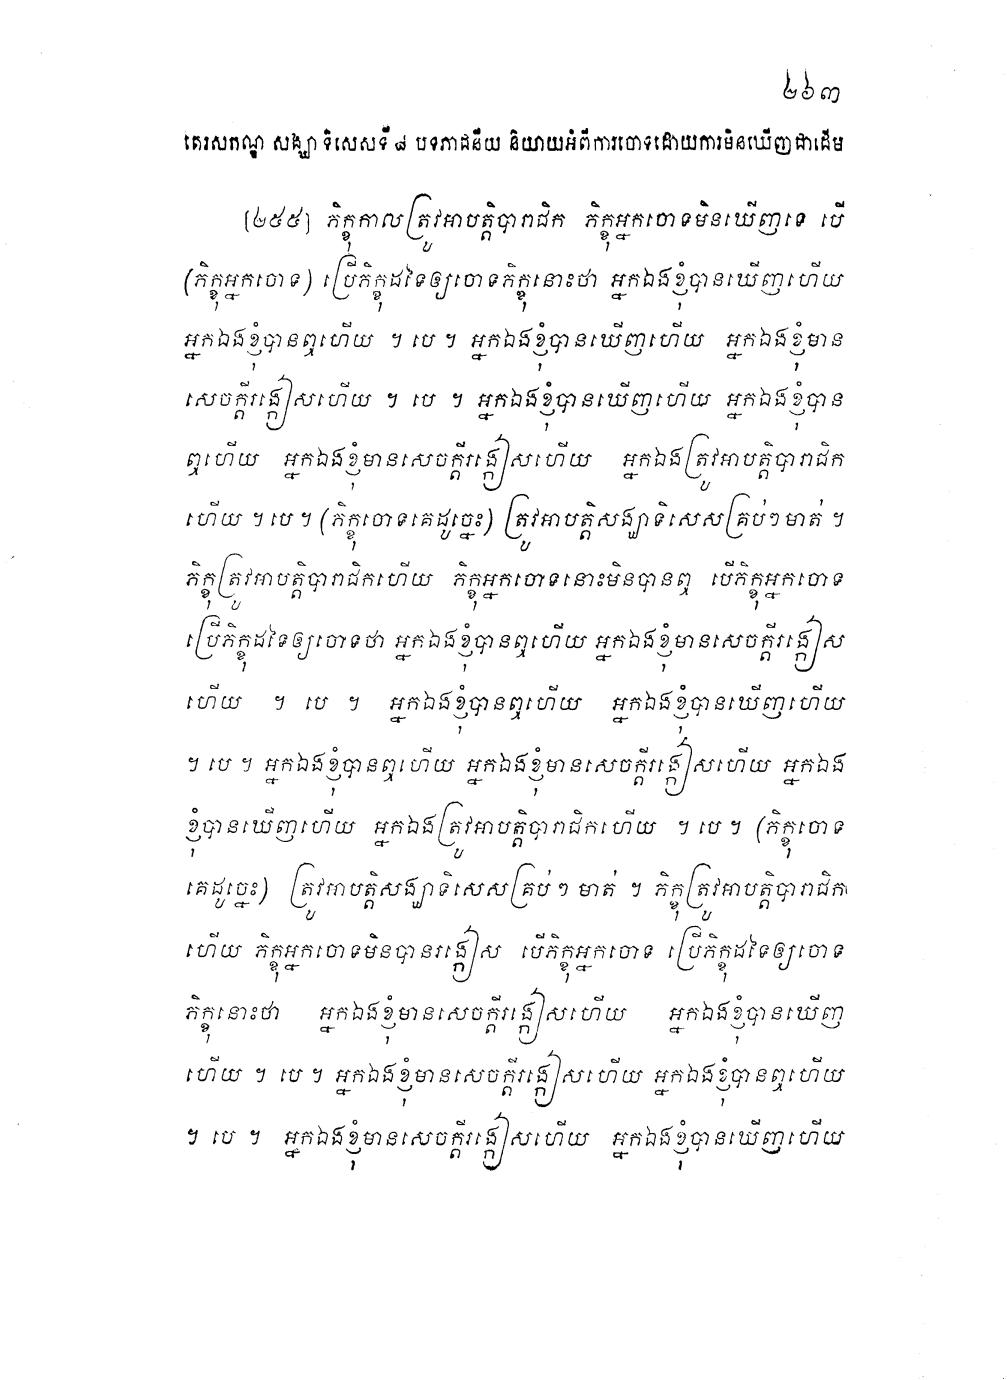 ២៦៣
តេរសកណ្ឌ សង្ឃាទិសេសទី ៨ បទភាជនីយ និយាយអំពីការចោទដោយការមិនឃើញជាដើម
[២៥៥] ភិក្ខុកាលត្រូវអាបត្តិបារាជិក ភិក្ខុអ្នកចោទមិនឃើញទេ បើ
(ភិក្ខុអ្នកចោទ) ប្រើភិក្ខុដទៃឲ្យចោទភិក្ខុនោះថា អ្នកឯងខ្ញុំបានឃើញហើយ
អ្នកឯងខ្ញុំបានឮហើយ ។ បេ ។ អ្នកឯងខ្ញុំបានឃើញហើយ អ្នកឯងខ្ញុំមាន
សេចក្តីរង្កៀសហើយ ។ បេ ។ អ្នកឯងខ្ញុំបានឃើញហើយ អ្នកឯងខ្ញុំបាន
ឮហើយ អ្នកឯងខ្ញុំមានសេចក្តីរង្កៀសហើយ អ្នកឯងត្រូវអាបត្តិបារាជិក
ហើយ ។ បេ ។ (ភិក្ខុចោទគេដូច្នេះ) ត្រូវអាបត្តិសង្ឃាទិសេសគ្រប់ៗមាត់ ។
ភិក្ខុត្រូវអាបត្តិបារាជិកហើយ ភិក្ខុអ្នកចោទនោះមិនបានឮ បើភិក្ខុអ្នកចោទ
ប្រើភិក្ខុដទៃឲ្យចោទថា អ្នកឯងខ្ញុំបានឮហើយ អ្នកឯងខ្ញុំមានសេចក្តីរង្កៀស
ហើយ ។ បេ ។ អ្នកឯងខ្ញុំបានឮហើយ អ្នកឯងខ្ញុំបានឃើញហើយ
។ បេ ។ អ្នកឯងខ្ញុំបានឮហើយ អ្នកឯងខ្ញុំមានសេចក្តីរង្កៀសហើយ អ្នកឯង
ខ្ញុំបានឃើញហើយ អ្នកឯងត្រូវអាបត្តិបារាជិកហើយ ។ បេ ។ (ភិក្ខុចោទ
គេដូច្នេះ) ត្រូវអាបត្តិសង្ឃាទិសេសគ្រប់ៗ មាត់ ។ ភិក្ខុត្រូវអាបត្តិបារាជិក
ហើយ ភិក្ខុអ្នកចោទមិនបានរង្កៀស បើភិក្ខុអ្នកចោទ ប្រើភិក្ខុដទៃឲ្យចោទ
ភិក្ខុនោះថា អ្នកឯងខ្ញុំមានសេចក្តីរង្កៀសហើយ អ្នកឯងខ្ញុំបានឃើញ
ហើយ ។ បេ ។ អ្នកឯងខ្ញុំមានសេចក្តីរង្កៀសហើយ អ្នកឯងខ្ញុំបានឮហើយ
។ បេ ។ អ្នកឯងខ្ញុំមានសេចក្តីរង្កៀសហើយ អ្នកឯងខ្ញុំបានឃើញហើយ